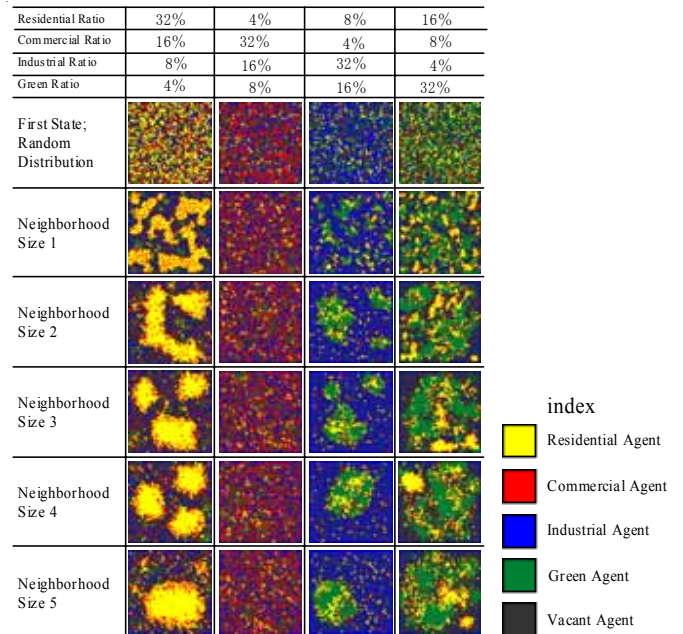 Residential Ratio 32% 4% 8% 16%
Commercial Ratio 16% 32% 4% 8%
Industrial Ratio 8% 16% 32% 4%
Green Ratio 4% 8% 16% 32%
First State;
Random
Distribution
Neighborhood
Size 1
Neighborhood
Size 2
Neighborhood
Size 3
Neighborhood
Size 4
Neighborhood
Size 5
index
Residential Agent
Commercial Agent
Industrial Agent
Green Agent
Vacant Agent